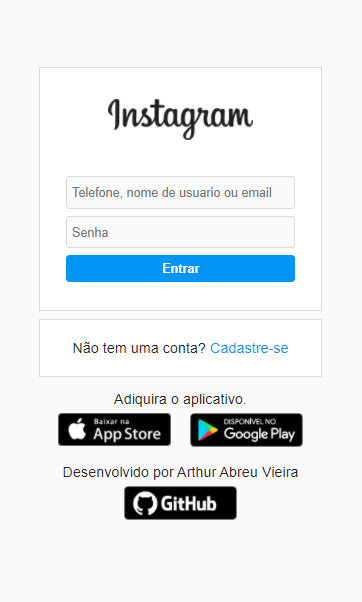 Instagram
Telefone, nome de usuario ou email
Senha
Entrar
Não tem uma conta? Cadastre-se
Adiquira o aplicativo.
Baixar na
App Store
DISPONÍVEL NO
Google Play
Desenvolvido por Arthur Abreu Vieira
GitHub